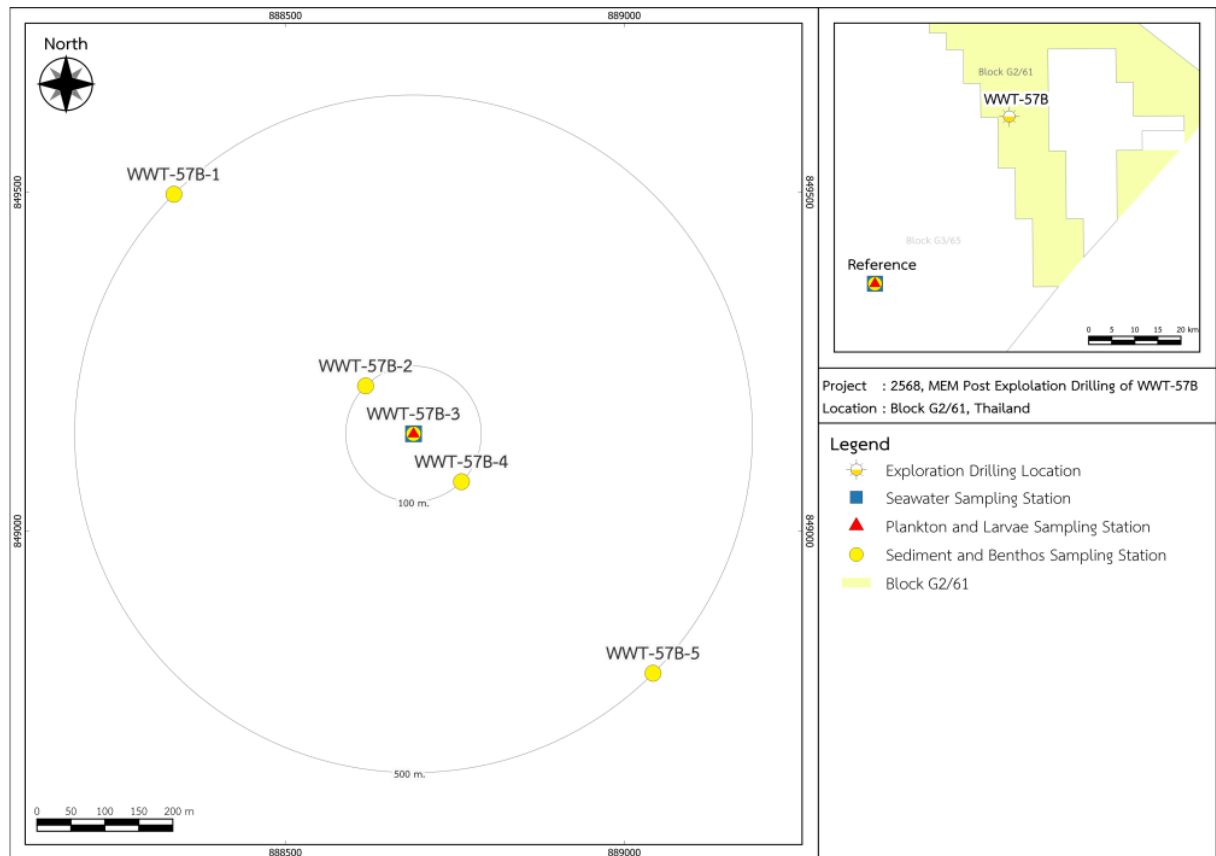 888500
889000
North
WWT-57B-1
849500
849500
WWT-57B-2
WWT-57B-3
WWT-57B-4
100 m.
849000
849000
WWT-57B-5
500 m.
0 50 100 150 200 m
888500
889000
Block G2/61
WWT-57B
Block G3/65
Reference
0 5 10 15 20 km
Project : 2568, MEM Post Explolation Drilling of WWT-57B
Location : Block G2/61, Thailand
Legend
Exploration Drilling Location
Seawater Sampling Station
Plankton and Larvae Sampling Station
Sediment and Benthos Sampling Station
Block G2/61